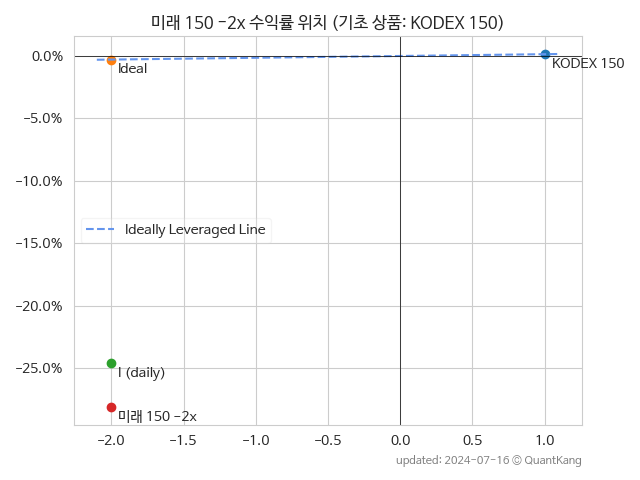 미래 150 -2x 수익률 위치 (기초 상품: KODEX 150)
0.0%
-5.0%
-10.0%
-15.0%
-20.0%
-25.0%
Ideal
KODEX 150
Ideally Leveraged Line
I (daily)
미래 150 -2x
-2.0
-1.5
-1.0
-0.5
0.0
0.5
1.0
updated: 2024-07-16 © QuantKang